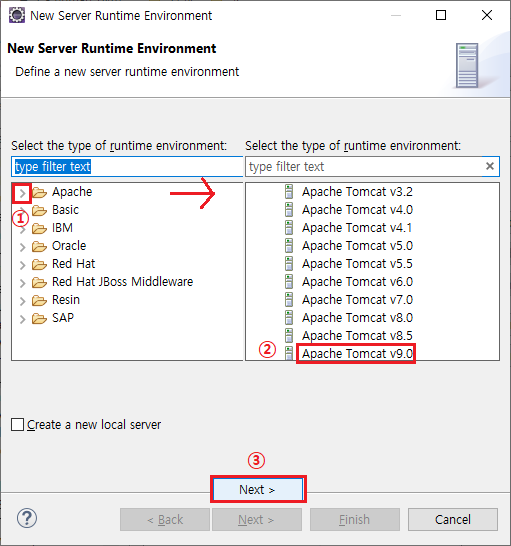 New Server Runtime Environment
New Server Runtime Environment
Define a new server runtime environment
Select the type of runtime environment:
type filter text
Apache
①
Basic
IBM
Oracle
Red Hat
Red Hat JBoss Middleware
Resin
SAP
Select the type of runtime environment:
type filter text
Apache Tomcat v3.2
Apache Tomcat v4.0
Apache Tomcat v4.1
Apache Tomcat v5.0
Apache Tomcat v5.5
Apache Tomcat v6.0
Apache Tomcat v7.0
Apache Tomcat v8.0
Apache Tomcat v8.5
② Apache Tomcat v9.0
Create a new local server
③
Next >
? < Back Next > Finish Cancel